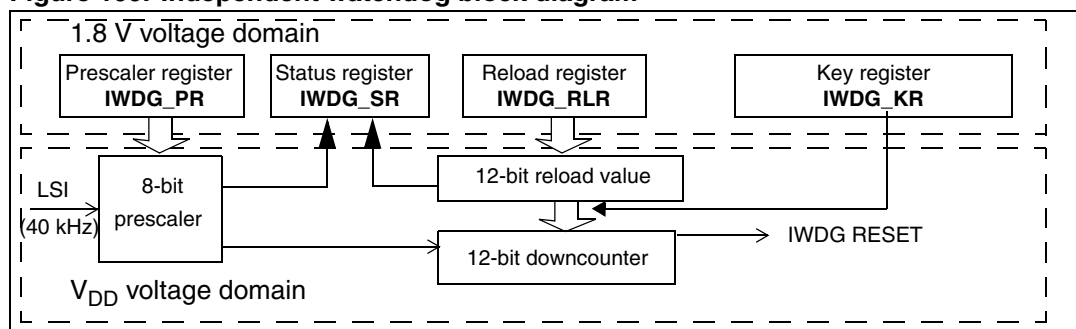 Figure Independent watchdog block diagram
1.8 V voltage domain
Prescaler register
IWDG_PR
Status register
IWDG_SR
Reload register
IWDG_RLR
Key register
IWDG_KR
LSI
(40 kHz)
8-bit
prescaler
12-bit reload value
12-bit downcounter
IWDG RESET
VDD voltage domain